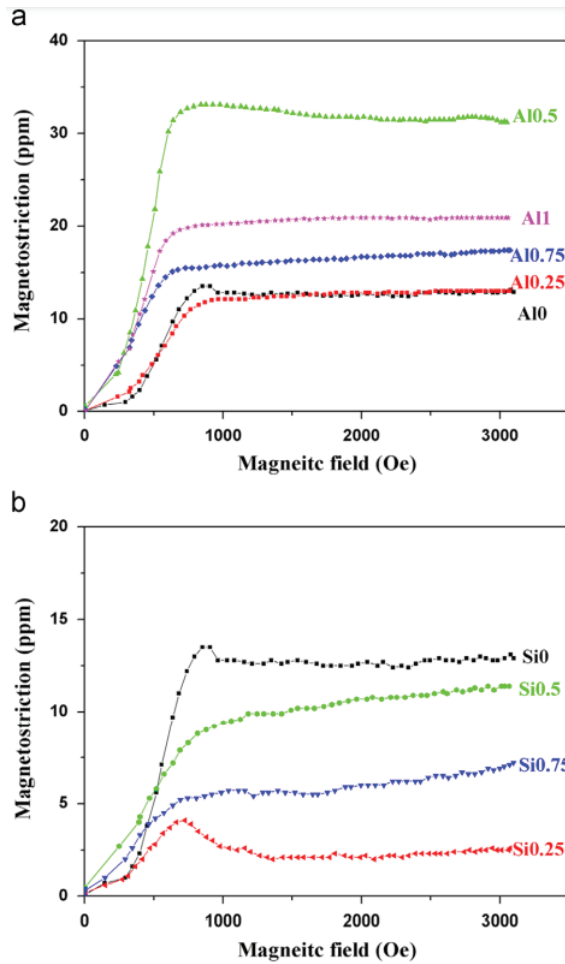 a
40
30
20
10
0
Magnetostriction (ppm)
Al0.5
Al1
Al0.75
Al0.25
Al0
0 1000 2000 3000
Magneitc field (Oe)
b
20
15
10
5
0
Magnetostriction (ppm)
Si0
Si0.5
Si0.75
Si0.25
0 1000 2000 3000
Magneitc field (Oe)